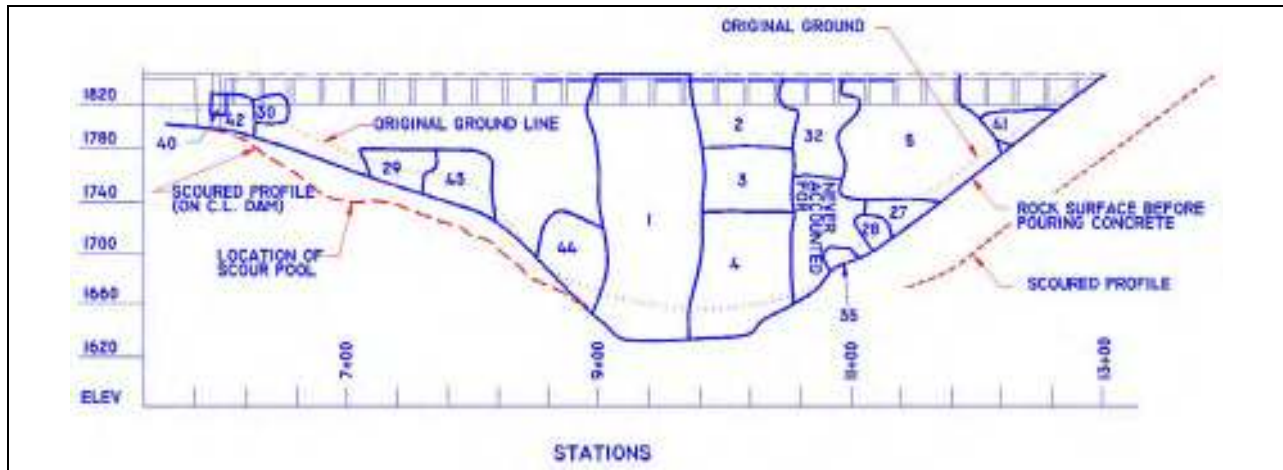 ORIGINAL GROUND
1820
1780
1740
1700
1660
1620
ELEV
40
42
30
ORIGINAL GROUND LINE
29
43
SCOURED PROFILE
(ON C.L. DAM)
LOCATION OF
SCOUR POOL
44
1
2
3
4
32
NEVER
ACCOUNTED
FOR
5
41
27
28
35
ROCK SURFACE BEFORE
POURING CONCRETE
SCOURED PROFILE
7+00
9+00
11+00
13+00
STATIONS